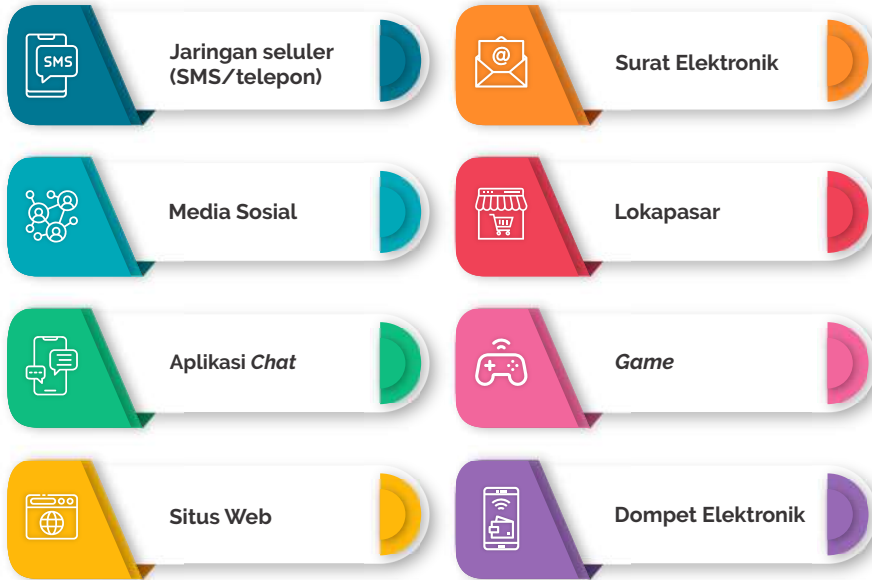 SMS
Jaringan seluler
(SMS/telepon)
@
Surat Elektronik
Media Sosial
Lokapasar
Aplikasi Chat
Game
Situs Web
Dompet Elektronik